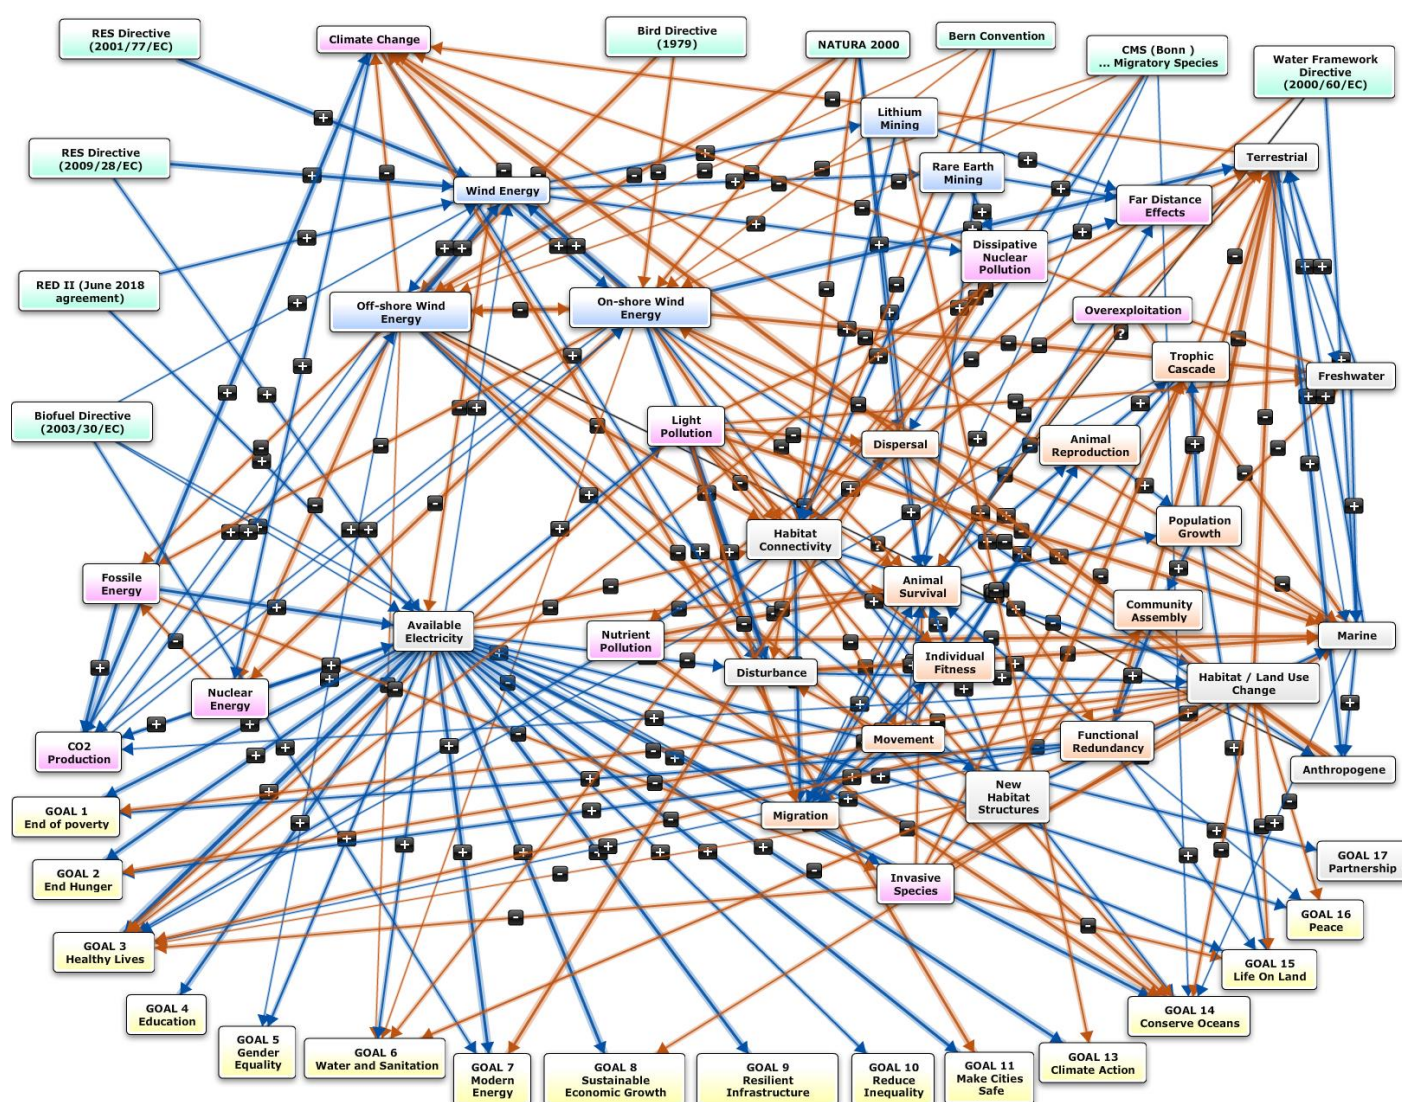 RES Directive
(2001/77/EC)
Climate Change
Bird Directive
(1979)
NATURA 2000
Bern Convention
CMS (Bonn )
... Migratory Species
Water Framework
Directive
(2000/60/EC)
Lithium
Mining
RES Directive
(2009/28/EC)
Wind Energy
Rare Earth
Mining
Terrestrial
Far Distance
Effects
Dissipative
Nuclear
Pollution
RED II (June 2018
agreement)
Off-shore Wind
Energy
On-shore Wind
Energy
Overexploitation
Trophic
Cascade
Freshwater
Biofuel Directive
(2003/30/EC)
Light
Pollution
Dispersal
Animal
Reproduction
Habitat
Connectivity
Population
Growth
Fossile
Energy
Animal
Survival
Community
Assembly
Available
Electricity
Nutrient
Pollution
Marine
Disturbance
Individual
Fitness
Habitat / Land Use
Change
Nuclear
Energy
CO2
Production
Movement
Functional
Redundancy
Anthropogene
New
Habitat
Structures
GOAL 1
End of poverty
Migration
GOAL 17
Partnership
GOAL 2
End Hunger
Invasive
Species
GOAL 16
Peace
GOAL 3
Healthy Lives
GOAL 15
Life On Land
GOAL 4
Education
GOAL 14
Conserve Oceans
GOAL 5
Gender
Equality
GOAL 6
Water and Sanitation
GOAL 7
Modern
Energy
GOAL 8
Sustainable
Economic Growth
GOAL 9
Resilient
Infrastructure
GOAL 10
Reduce
Inequality
GOAL 11
Make Cities
Safe
GOAL 13
Climate Action